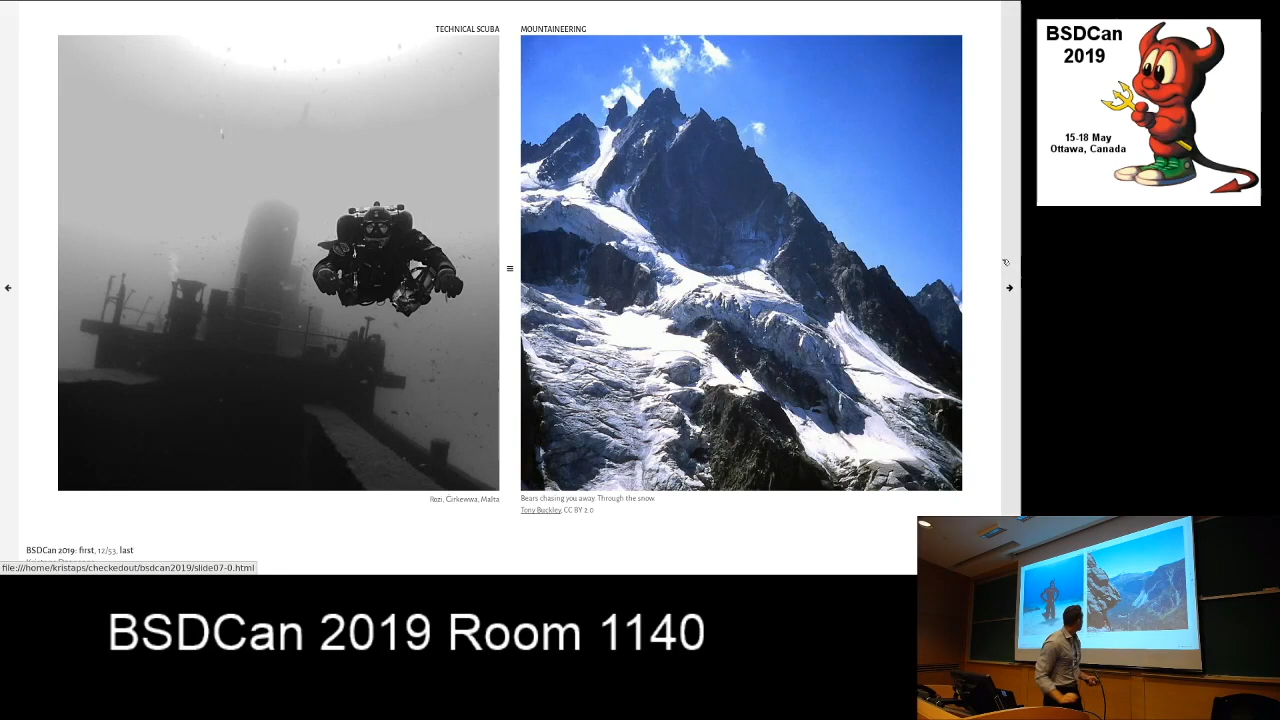 TECHNICAL SCUBA
MOUNTAINEERING
Rozi, Cirkewwa, Malta
Bears chasing you away. Through the snow.
Tony Buckley, CC BY 2.0
BSDCan 2019: first, 12/53, last
file:///home/kristaps/checkedout/bsdcan2019/slide07-0.html
BSDCan
2019
15-18 May
Ottawa, Canada
BSDCan 2019 Room 1140